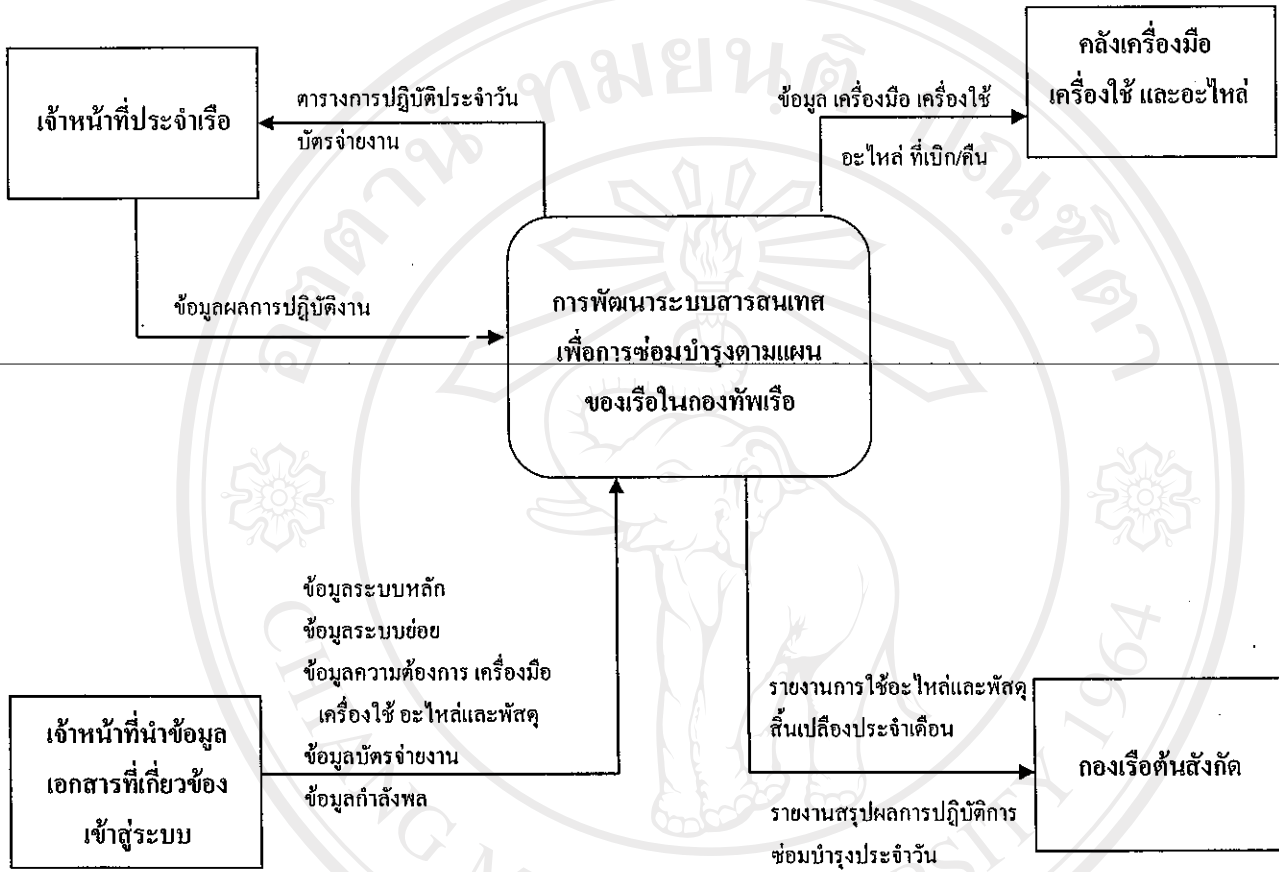 คลังเครื่องมือ
เครื่องใช้ และอะไหล่
เจ้าหน้าที่ประจำเรือ
ตารางการปฏิบัติประจำวัน
บัตรจ่ายงาน
ข้อมูล เครื่องมือ เครื่องใช้
อะไหล่ ที่เบิก/คืน
ข้อมูลผลการปฏิบัติงาน
การพัฒนาระบบสารสนเทศ
เพื่อการซ่อมบำรุงตามแผน
ของเรือในกองทัพเรือ
ข้อมูลระบบหลัก
ข้อมูลระบบย่อย
ข้อมูลความต้องการ เครื่องมือ
เครื่องใช้ อะไหล่และพัสดุ
ข้อมูลบัตรจ่ายงาน
ข้อมูลกำลังพล
เจ้าหน้าที่นำข้อมูล
เอกสารที่เกี่ยวข้อง
เข้าสู่ระบบ
รายงานการใช้อะไหล่และพัสดุ
สิ้นเปลืองประจำเดือน
กองเรือต้นสังกัด
รายงานสรุปผลการปฏิบัติการ
ซ่อมบำรุงประจำวัน
1964